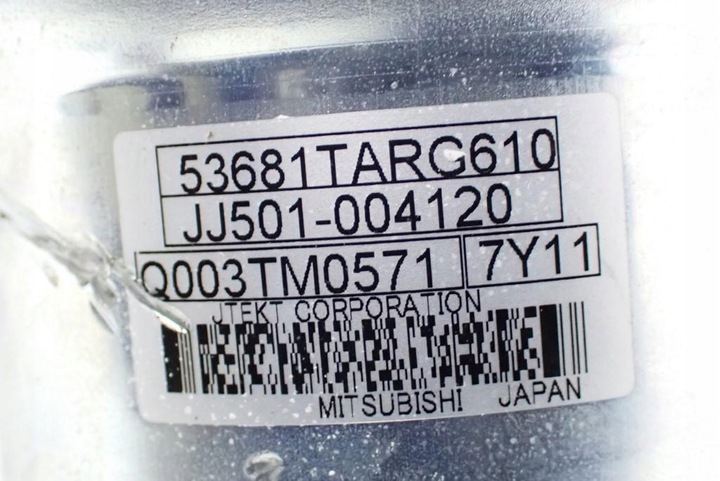 53681TARG610
JJ501-004120
Q003TM0571 7Y11
JTEKT CORPORATION
MITSUBISHI JAPAN